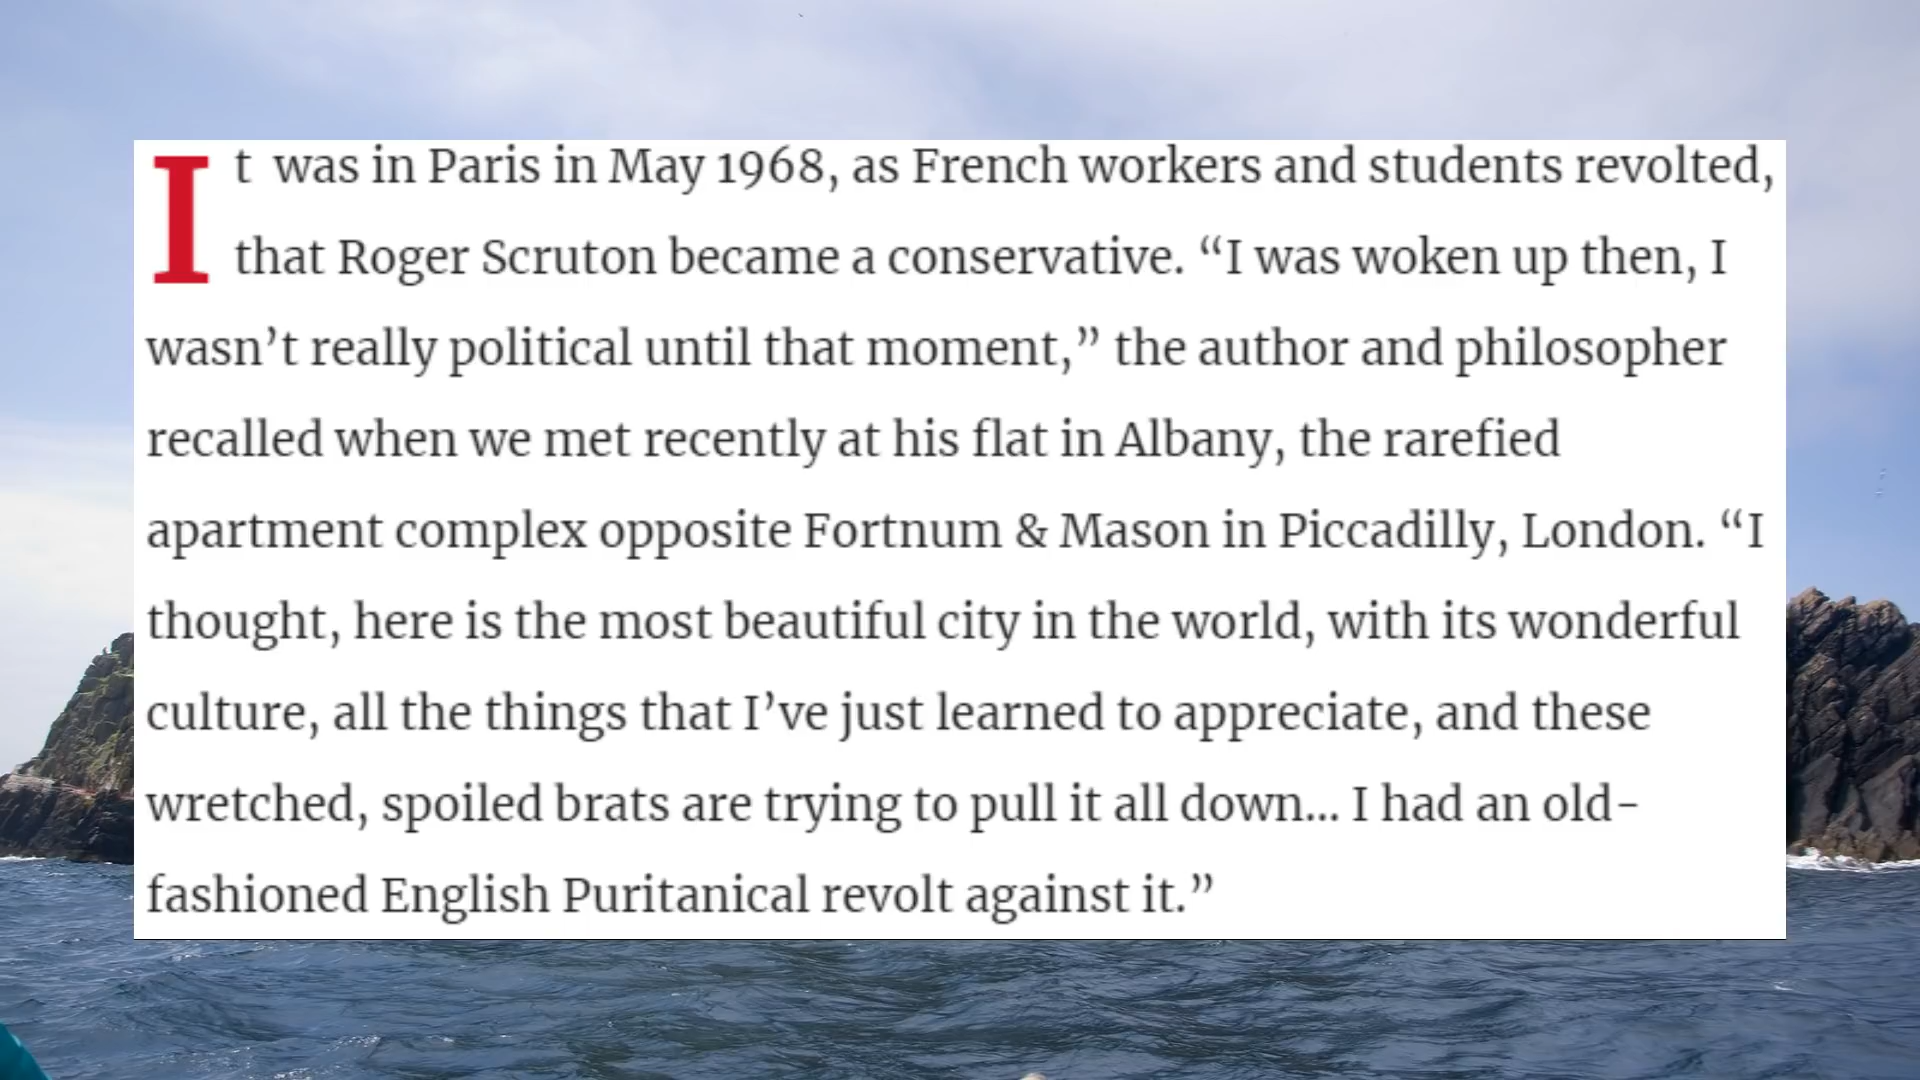 It was in Paris in May 1968, as French workers and students revolted,
that Roger Scruton became a conservative. “I was woken up then, I
wasn’t really political until that moment,” the author and philosopher
recalled when we met recently at his flat in Albany, the rarefied
apartment complex opposite Fortnum & Mason in Piccadilly, London. “I
thought, here is the most beautiful city in the world, with its wonderful
culture, all the things that I’ve just learned to appreciate, and these
wretched, spoiled brats are trying to pull it all down... I had an old-
fashioned English Puritanical revolt against it.”